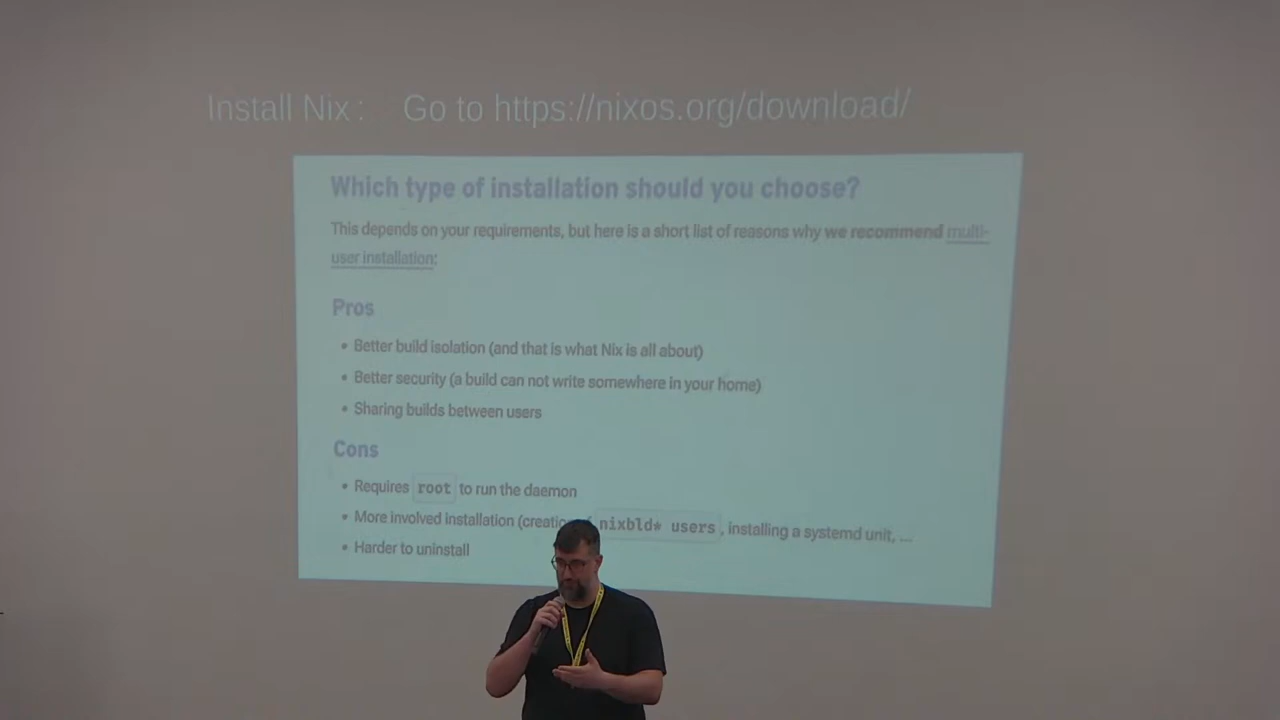 Install Nix: Go to https://nixos.org/download/
Which type of installation should you choose?
This depends on your requirements, but here is a short list of reasons why we recommend multi-
user installation:
Pros
• Better build isolation (and that is what Nix is all about)
• Better security (a build can not write somewhere in your home)
• Sharing builds between users
Cons
• Requires root to run the daemon
• More involved installation (creation nixbld* users, installing a systemd unit, ...
• Harder to uninstall